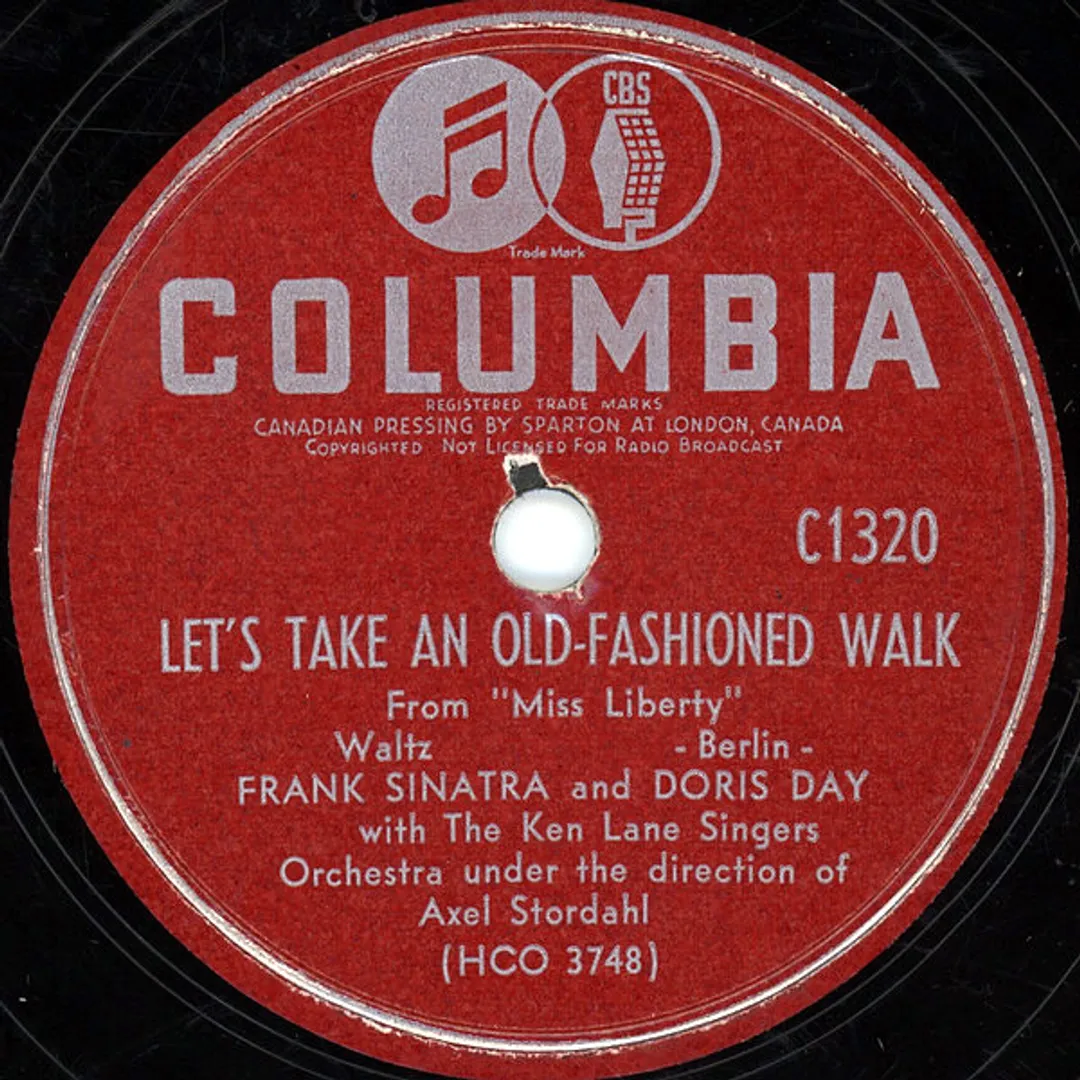 CBS
Trade Mark
COLUMBIA
REGISTERED TRADE MARKS
CANADIAN PRESSING BY SPARTON AT LONDON, CANADA
COPYRIGHTED NOT LICENSED FOR RADIO BROADCAST
C1320
LET'S TAKE AN OLD-FASHIONED WALK
From "Miss Liberty"
Waltz - Berlin -
FRANK SINATRA and DORIS DAY
with The Ken Lane Singers
Orchestra under the direction of
Axel Stordahl
(HCO 3748)